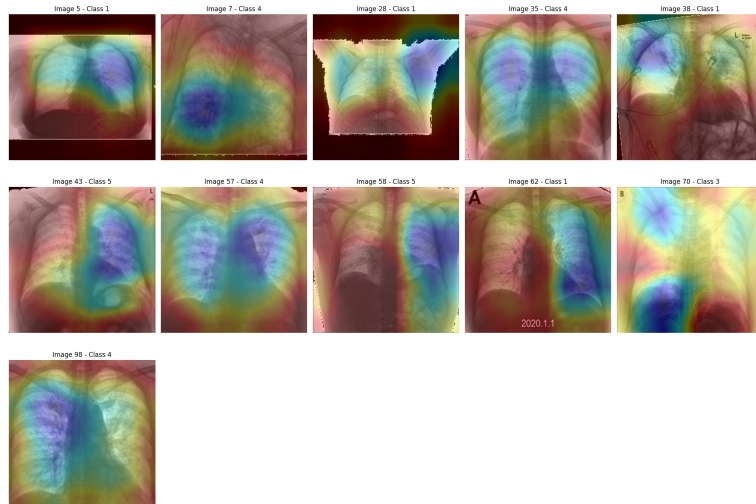 Image 5 - Class 1
Image 7 - Class 4
Image 28 - Class 1
Image 35 - Class 4
Image 38 - Class 1
L
Image 43 - Class 5
L
Image 57 - Class 4
Image 58 - Class 5
Image 62 - Class 1
A
2020.1.1
Image 70 - Class 3
B
Image 98 - Class 4